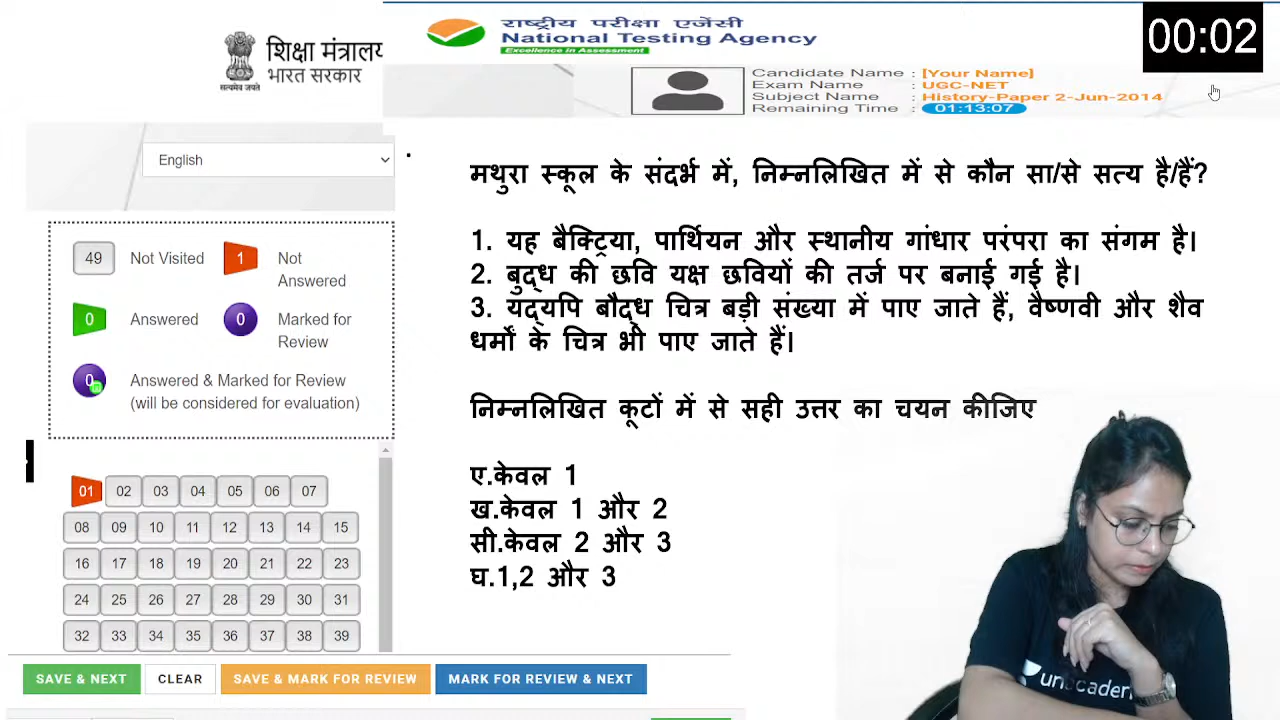 राष्ट्रीय परीक्षा एजेंसी
National Testing Agency
Excellence in Assessment
00:02
शिक्षा मंत्रालय
भारत सरकार
सत्यमेव जयते
Candidate Name : [Your Name]
Exam Name : UGC-NET
Subject Name : History-Paper 2-Jun-2014
Remaining Time : 01:13:07
English
मथुरा स्कूल के संदर्भ में, निम्नलिखित में से कौन सा/से सत्य है/हैं?
1. यह बैक्ट्रिया, पार्थियन और स्थानीय गांधार परंपरा का संगम है।
2. बुद्ध की छवि यक्ष छवियों की तर्ज पर बनाई गई है।
3. यद्यपि बौद्ध चित्र बड़ी संख्या में पाए जाते हैं, वैष्णवी और शैव
धर्मों के चित्र भी पाए जाते हैं।
निम्नलिखित कूटों में से सही उत्तर का चयन कीजिए
ए.केवल 1
ख.केवल 1 और 2
सी.केवल 2 और 3
घ.1,2 और 3
49 Not Visited 1 Not
Answered
0 Answered 0 Marked for
Review
0 Answered & Marked for Review
(will be considered for evaluation)
01 02 03 04 05 06 07
08 09 10 11 12 13 14 15
16 17 18 19 20 21 22 23
24 25 26 27 28 29 30 31
32 33 34 35 36 37 38 39
SAVE & NEXT CLEAR SAVE & MARK FOR REVIEW MARK FOR REVIEW & NEXT